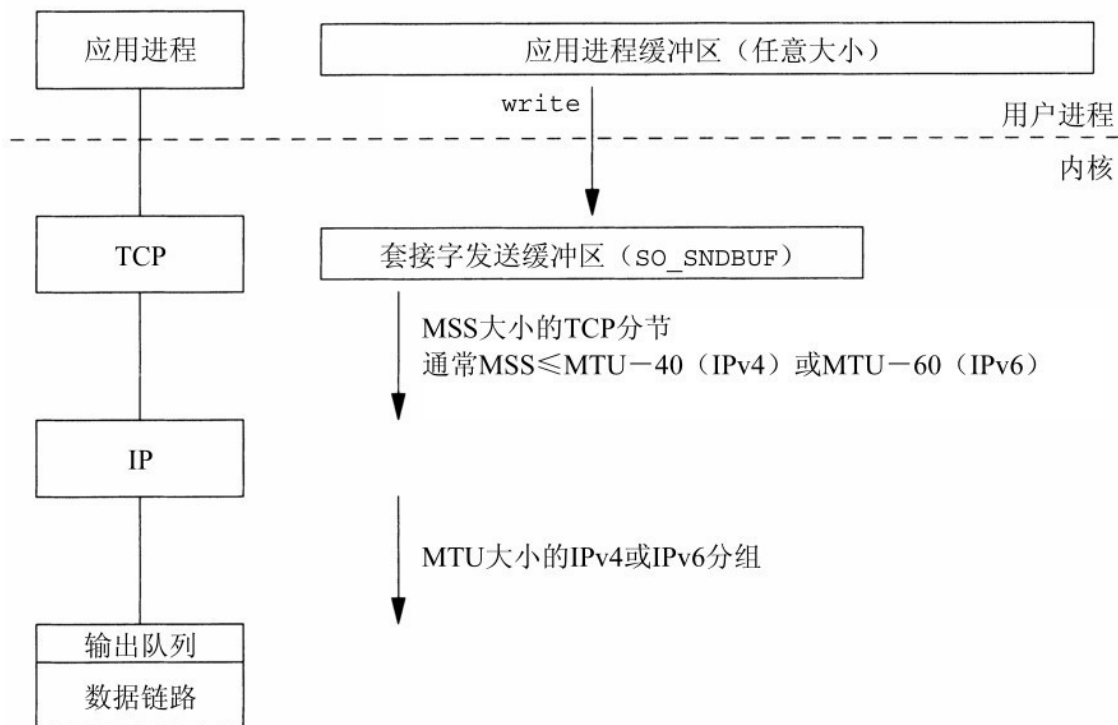 应用进程
应用进程缓冲区（任意大小）
write
用户进程
内核
TCP
套接字发送缓冲区（SO_SNDBUF）
MSS大小的TCP分节
通常MSS≤MTU－40（IPv4）或MTU－60（IPv6）
IP
MTU大小的IPv4或IPv6分组
输出队列
数据链路